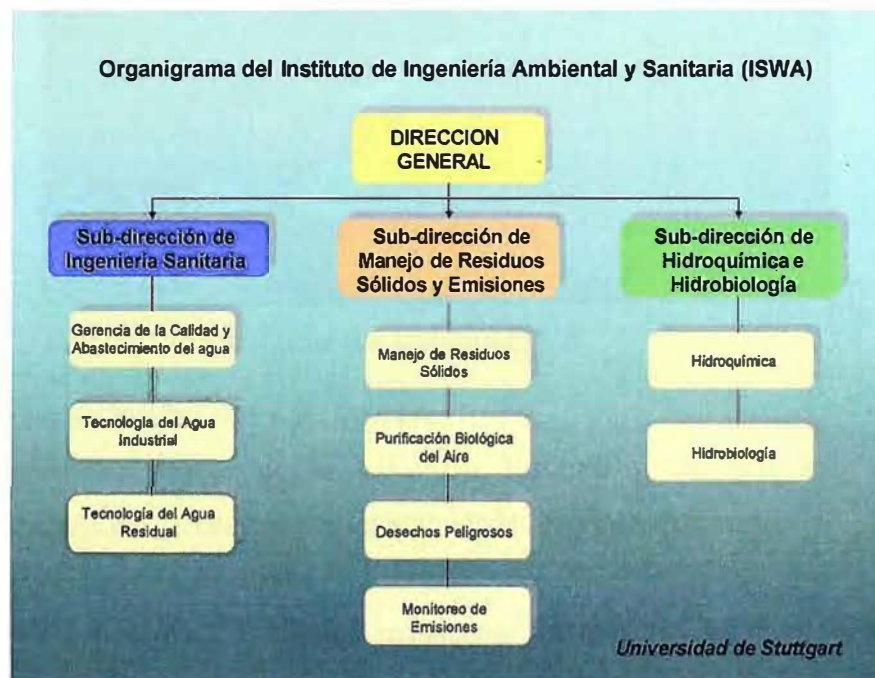 Organigrama del Instituto de Ingeniería Ambiental y Sanitaria (ISWA)
DIRECCION
GENERAL
Sub-dirección de
Ingeniería Sanitaria
Gerencia de la Calidad y
Abastecimiento del agua
Tecnología del Agua
Industrial
Tecnología del Agua
Residual
Sub-dirección de
Manejo de Residuos
Sólidos y Emisiones
Manejo de Residuos
Sólidos
Purificación Biológica
del Aire
Desechos Peligrosos
Monitoreo de
Emisiones
Sub-dirección de
Hidroquímica e
Hidrobiología
Hidroquímica
Hidrobiología
Universidad de Stuttgart